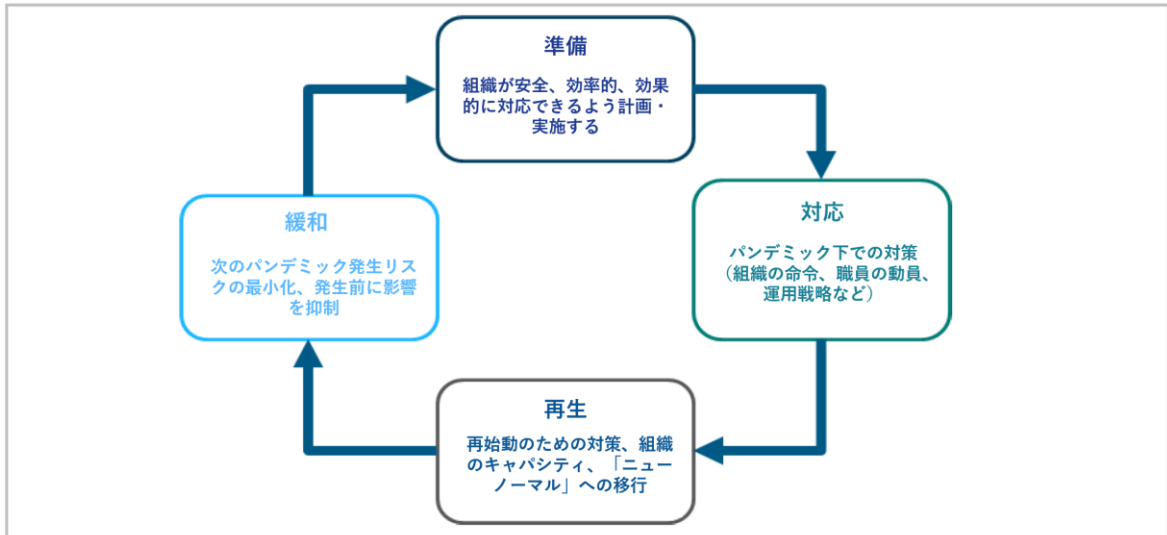 準備
組織が安全、効率的、効果
的に対応できるよう計画・
実施する
対応
パンデミック下での対策
（組織の命令、職員の動員、
運用戦略など）
緩和
次のパンデミック発生リス
クの最小化、発生前に影響
を抑制
再生
再始動のための対策、組織
のキャパシティ、「ニュー
ノーマル」への移行